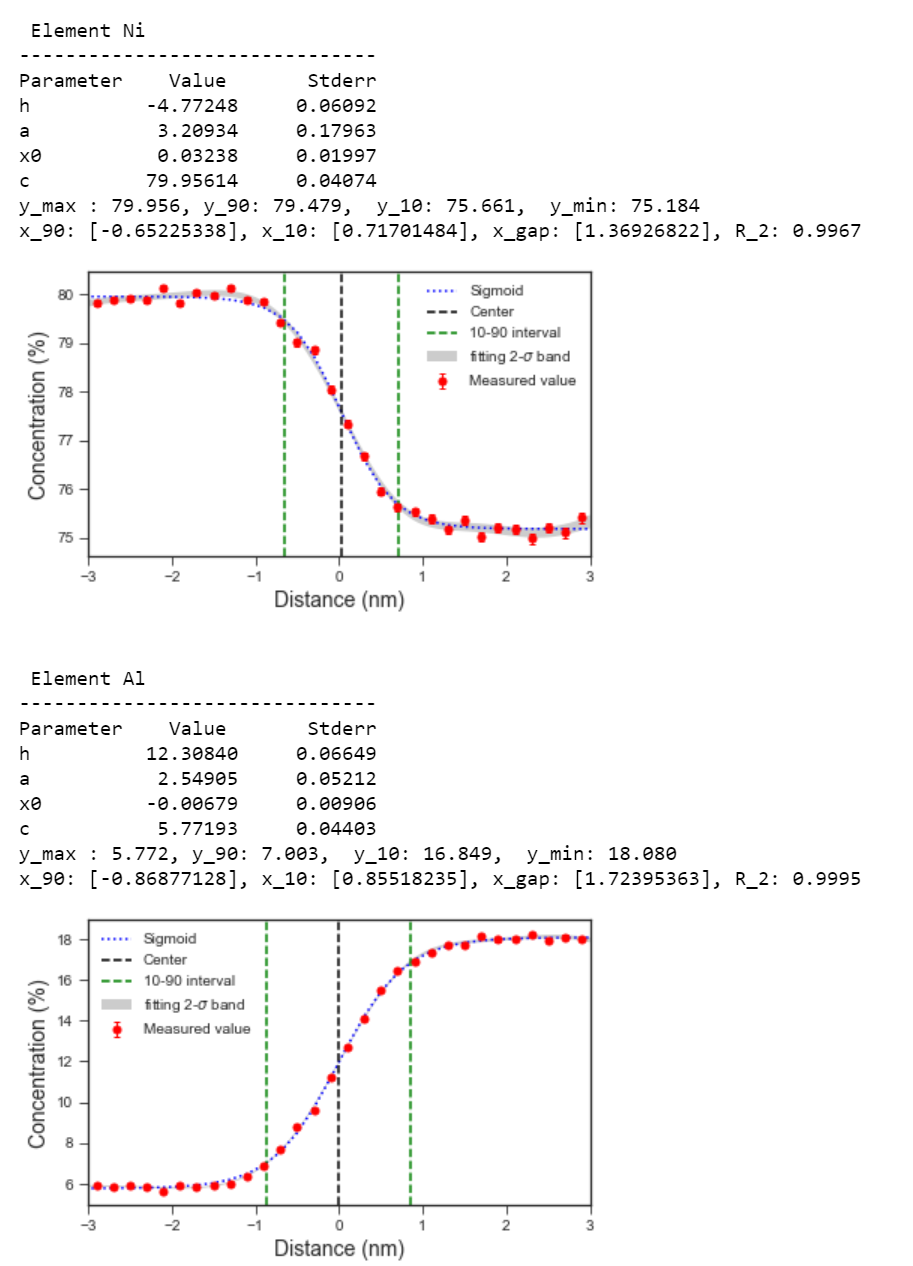 Element Ni
-------------------------------
Parameter    Value       Stderr
h          -4.77248     0.06092
a           3.20934     0.17963
x0          0.03238     0.01997
c          79.95614     0.04074
y_max : 79.956, y_90: 79.479,  y_10: 75.661,  y_min: 75.184
x_90: [-0.65225338], x_10: [0.71701484], x_gap: [1.36926822], R_2: 0.9967
Sigmoid
Center
10-90 interval
fitting 2-σ band
Measured value
80
79
78
77
76
75
Concentration (%)
−3 −2 −1 0 1 2 3
Distance (nm)
Element Al
-------------------------------
Parameter    Value       Stderr
h          12.30840     0.06649
a           2.54905     0.05212
x0         -0.00679     0.00906
c           5.77193     0.04403
y_max : 5.772, y_90: 7.003,  y_10: 16.849,  y_min: 18.080
x_90: [-0.86877128], x_10: [0.85518235], x_gap: [1.72395363], R_2: 0.9995
Sigmoid
Center
10-90 interval
fitting 2-σ band
Measured value
18
16
14
12
10
8
6
Concentration (%)
−3 −2 −1 0 1 2 3
Distance (nm)